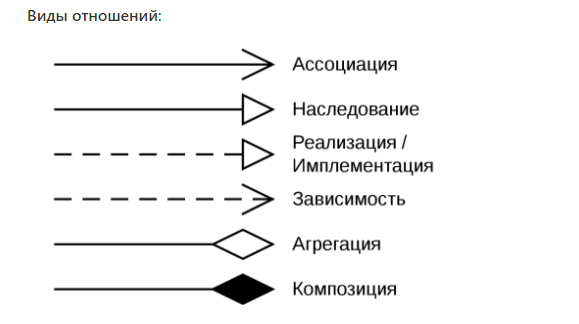 Виды отношений:
Ассоциация
Наследование
Реализация /
Имплементация
Зависимость
Агрегация
Композиция